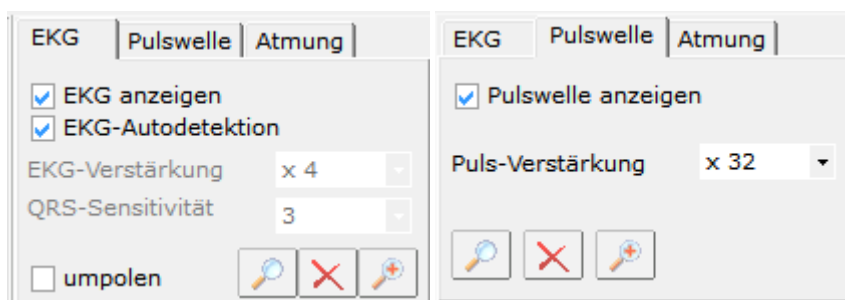 EKG Pulswelle Atmung
EKG anzeigen
EKG-Autodetektion
EKG-Verstärkung x 4
QRS-Sensitivität 3
umpolen
EKG Pulswelle Atmung
Pulswelle anzeigen
Puls-Verstärkung x 32